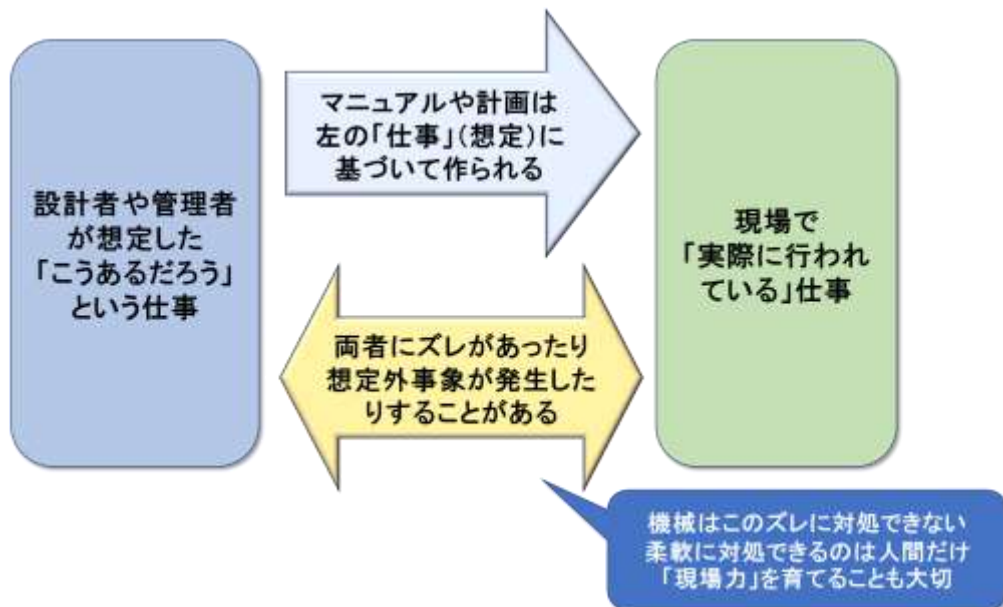 設計者や管理者
が想定した
「こうあるだろう」
という仕事
マニュアルや計画は
左の「仕事」(想定)に
基づいて作られる
両者にズレがあったり
想定外事象が発生した
りすることがある
現場で
「実際に行われ
ている」仕事
機械はこのズレに対処できない
柔軟に対処できるのは人間だけ
「現場力」を育てることも大切